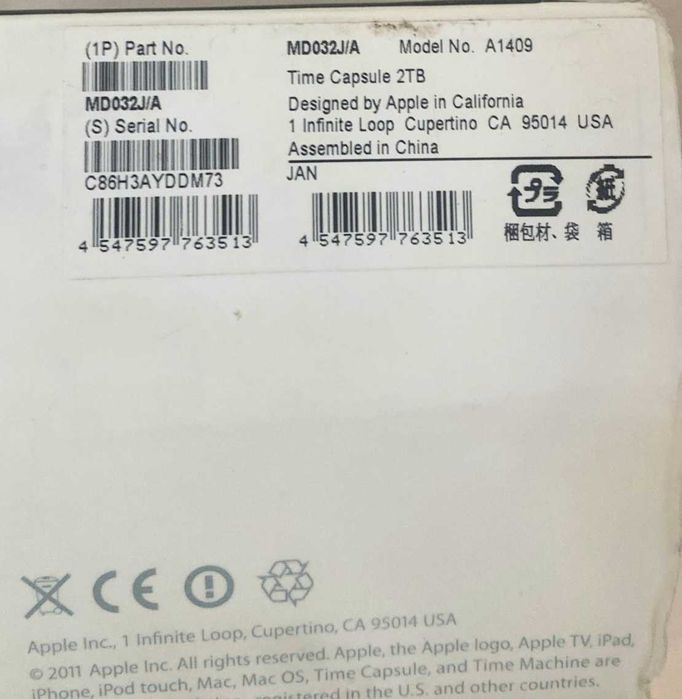 (1P) Part No.
MD032J/A
(S) Serial No.
C86H3AYDDM73
4 547597 763513
MD032J/A Model No. A1409
Time Capsule 2TB
Designed by Apple in California
1 Infinite Loop Cupertino CA 95014 USA
Assembled in China
JAN
4 547597 763513
プラ 紙
梱包材、袋 箱
CE
Apple Inc., 1 Infinite Loop, Cupertino, CA 95014 USA
© 2011 Apple Inc. All rights reserved. Apple, the Apple logo, Apple TV, iPad,
iPhone, iPod touch, Mac, Mac OS, Time Capsule, and Time Machine are
registered in the U.S. and other countries.